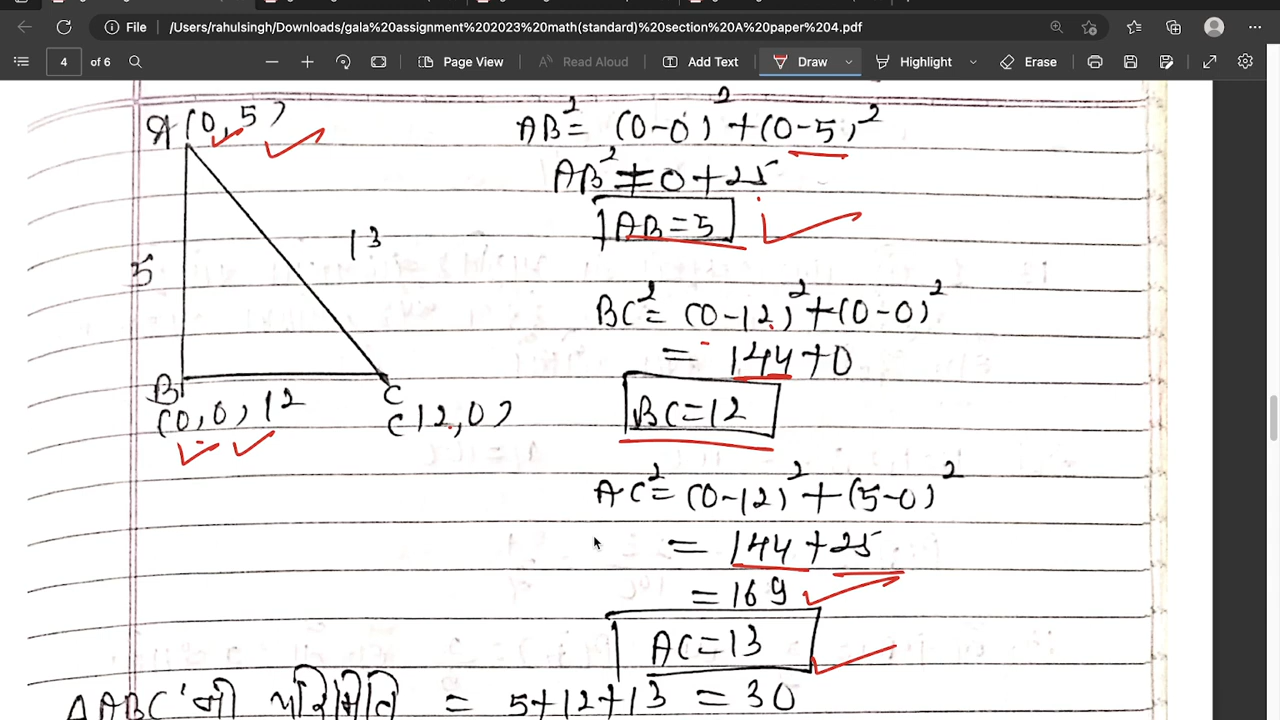 File /Users/rahulsingh/Downloads/gala%20assignment%202023%20math(standard)%20section%20A%20paper%204.pdf
4 of 6 Page View Read Aloud Add Text Draw Highlight Erase
A (0, 5)
5
13
B
(0, 0) 12
C
(12, 0)
AB² = (0-0)² + (0-5)²
AB² = 0 + 25
AB = 5
BC² = (0-12)² + (0-0)²
= 144 + 0
BC = 12
AC² = (0-12)² + (5-0)²
= 144 + 25
= 169
AC = 13
△ABC 'ની પરિમિતિ = 5+12+13 = 30